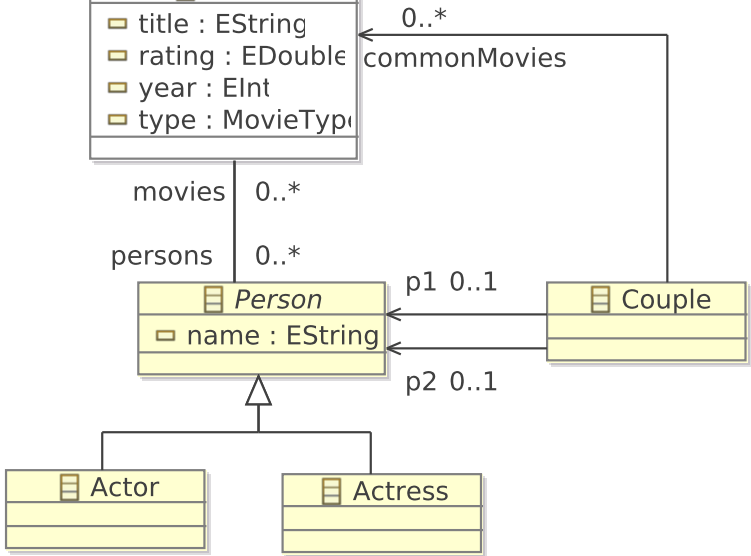 title : EString
rating : EDouble
year : EInt
type : MovieType
0..*
commonMovies
movies 0..*
persons 0..*
Person
name : EString
p1 0..1
Couple
p2 0..1
Actor
Actress